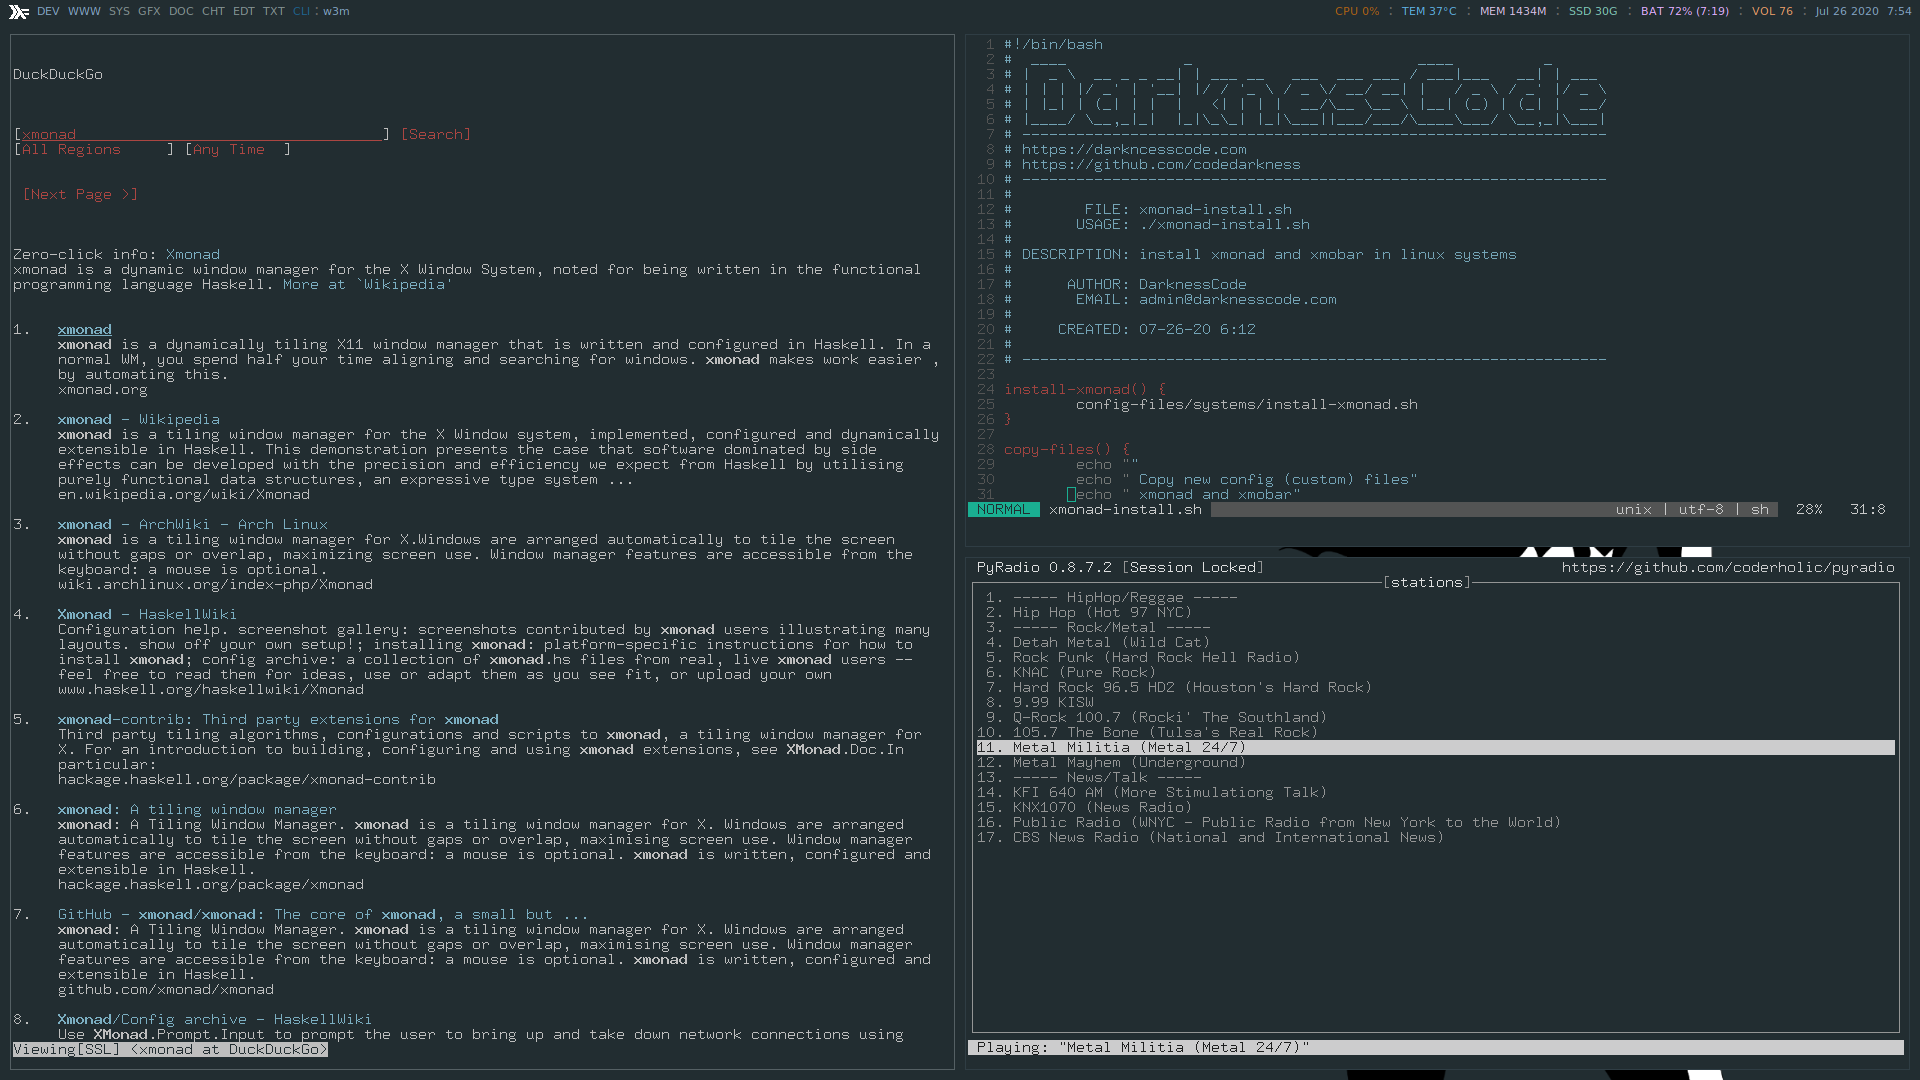 DEV WWW SYS GFX DOC CHT EDT TXT CLI : w3m
CPU 0% : TEM 37°C : MEM 1434M : SSD 30G : BAT 72% (7:19) : VOL 76 : Jul 26 2020 7:54
DuckDuckGo
[xmonad] [Search]
[All Regions ] [Any Time ]
[Next Page >]
Zero-click info: Xmonad
xmonad is a dynamic window manager for the X Window System, noted for being written in the functional
programming language Haskell. More at `Wikipedia'
1. xmonad
xmonad is a dynamically tiling X11 window manager that is written and configured in Haskell. In a
normal WM, you spend half your time aligning and searching for windows. xmonad makes work easier ,
by automating this.
xmonad.org
2. xmonad - Wikipedia
xmonad is a tiling window manager for the X Window system, implemented, configured and dynamically
extensible in Haskell. This demonstration presents the case that software dominated by side
effects can be developed with the precision and efficiency we expect from Haskell by utilising
purely functional data structures, an expressive type system ...
en.wikipedia.org/wiki/Xmonad
3. xmonad - ArchWiki - Arch Linux
xmonad is a tiling window manager for X.Windows are arranged automatically to tile the screen
without gaps or overlap, maximizing screen use. Window manager features are accessible from the
keyboard: a mouse is optional.
wiki.archlinux.org/index-php/Xmonad
4. Xmonad - HaskellWiki
Configuration help. screenshot gallery: screenshots contributed by xmonad users illustrating many
layouts. show off your own setup!; installing xmonad: platform-specific instructions for how to
install xmonad; config archive: a collection of xmonad.hs files from real, live xmonad users --
feel free to read them for ideas, use or adapt them as you see fit, or upload your own
www.haskell.org/haskellwiki/Xmonad
5. xmonad-contrib: Third party extensions for xmonad
Third party tiling algorithms, configurations and scripts to xmonad, a tiling window manager for
X. For an introduction to building, configuring and using xmonad extensions, see XMonad.Doc.In
particular:
hackage.haskell.org/package/xmonad-contrib
6. xmonad: A tiling window manager
xmonad: A Tiling Window Manager. xmonad is a tiling window manager for X. Windows are arranged
automatically to tile the screen without gaps or overlap, maximising screen use. Window manager
features are accessible from the keyboard: a mouse is optional. xmonad is written, configured and
extensible in Haskell.
hackage.haskell.org/package/xmonad
7. GitHub - xmonad/xmonad: The core of xmonad, a small but ...
xmonad: A Tiling Window Manager. xmonad is a tiling window manager for X. Windows are arranged
automatically to tile the screen without gaps or overlap, maximising screen use. Window manager
features are accessible from the keyboard: a mouse is optional. xmonad is written, configured and
extensible in Haskell.
github.com/xmonad/xmonad
8. Xmonad/Config archive - HaskellWiki
Use XMonad.Prompt.Input to prompt the user to bring up and take down network connections using
Viewing[SSL] <xmonad at DuckDuckGo>
1 #!/bin/bash
2 #
3 #
4 # DarknessCode
5 #
6 #
7 # -----------------------------------------------------------------
8 # https://darkncesscode.com
9 # https://github.com/codedarkness
10 # -----------------------------------------------------------------
11 #
12 # FILE: xmonad-install.sh
13 # USAGE: ./xmonad-install.sh
14 #
15 # DESCRIPTION: install xmonad and xmobar in linux systems
16 #
17 # AUTHOR: DarknessCode
18 # EMAIL: admin@darknesscode.com
19 #
20 # CREATED: 07-26-20 6:12
21 #
22 # -----------------------------------------------------------------
23
24 install-xmonad() {
25 config-files/systems/install-xmonad.sh
26 }
27
28 copy-files() {
29 echo ""
30 echo " Copy new config (custom) files"
31 echo " xmonad and xmobar"
NORMAL xmonad-install.sh unix | utf-8 | sh 28% 31:8
PyRadio 0.8.7.2 [Session Locked] https://github.com/coderholic/pyradio
[stations]
1. ----- HipHop/Reggae -----
2. Hip Hop (Hot 97 NYC)
3. ----- Rock/Metal -----
4. Detah Metal (Wild Cat)
5. Rock Punk (Hard Rock Hell Radio)
6. KNAC (Pure Rock)
7. Hard Rock 96.5 HD2 (Houston's Hard Rock)
8. 9.99 KISW
9. Q-Rock 100.7 (Rocki' The Southland)
10. 105.7 The Bone (Tulsa's Real Rock)
11. Metal Militia (Metal 24/7)
12. Metal Mayhem (Underground)
13. ----- News/Talk -----
14. KFI 640 AM (More Stimulationg Talk)
15. KNX1070 (News Radio)
16. Public Radio (WNYC - Public Radio from New York to the World)
17. CBS News Radio (National and International News)
Playing: "Metal Militia (Metal 24/7)"